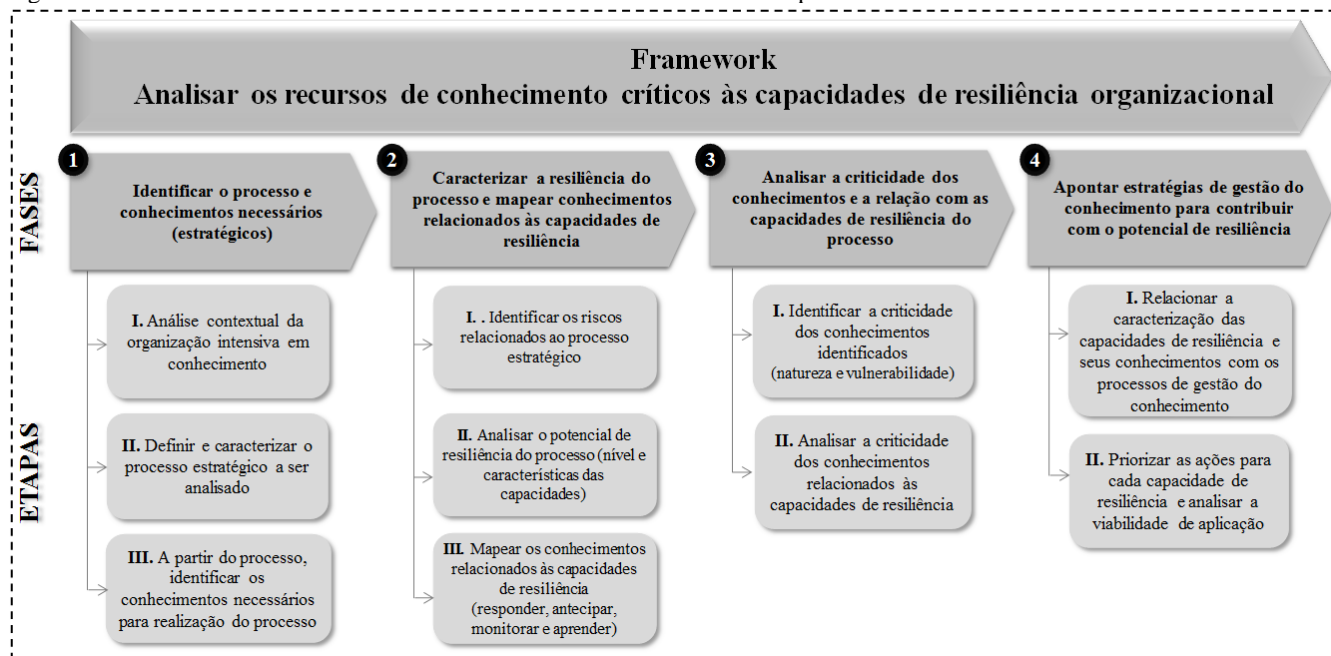 Framework
Analisar os recursos de conhecimento críticos às capacidades de resiliência organizacional
FASES
1
Identificar o processo e
conhecimentos necessários
(estratégicos)
2
Caracterizar a resiliência do
processo e mapear conhecimentos
relacionados às capacidades de
resiliência
3
Analisar a criticidade dos
conhecimentos e a relação com as
capacidades de resiliência do
processo
4
Apontar estratégias de gestão do
conhecimento para contribuir
com o potencial de resiliência
ETAPAS
I. Análise contextual da
organização intensiva em
conhecimento
II. Definir e caracterizar o
processo estratégico a ser
analisado
III. A partir do processo,
identificar os
conhecimentos necessários
para realização do processo
I. . Identificar os riscos
relacionados ao processo
estratégico
II. Analisar o potencial de
resiliência do processo (nível e
características das
capacidades)
III. Mapear os conhecimentos
relacionados às capacidades
de resiliência
(responder, antecipar,
monitorar e aprender)
I. Identificar a criticidade
dos conhecimentos
identificados
(natureza e vulnerabilidade)
II. Analisar a criticidade
dos conhecimentos
relacionados às
capacidades de resiliência
I. Relacionar a
caracterização das
capacidades de resiliência e
seus conhecimentos com os
processos de gestão do
conhecimento
II. Priorizar as ações para
cada capacidade de
resiliência e analisar a
viabilidade de aplicação